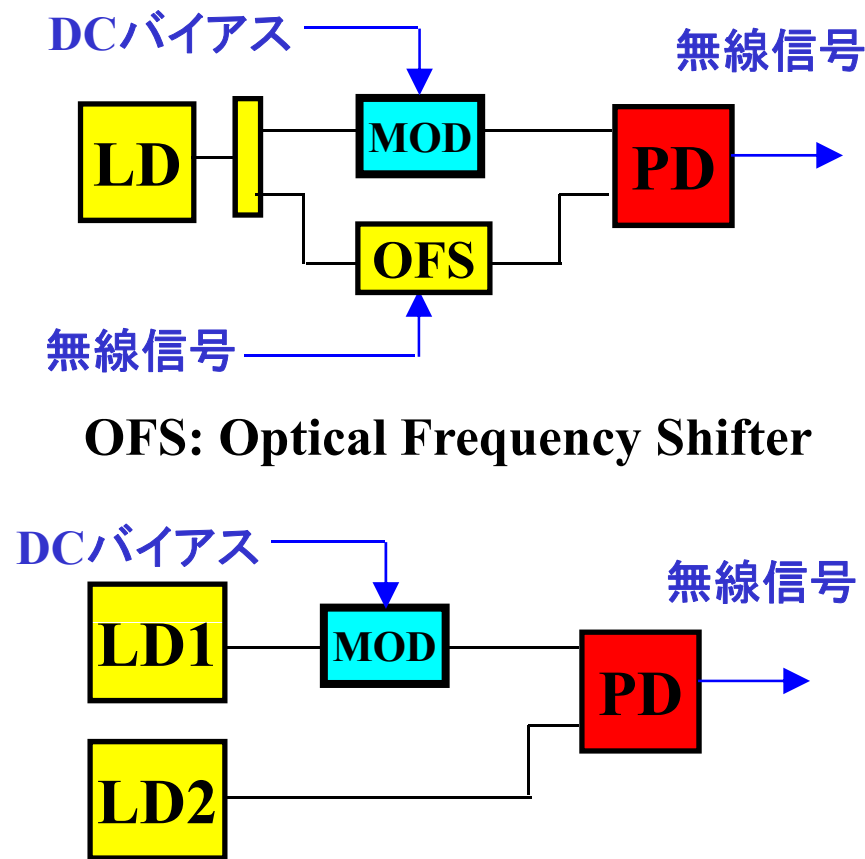 DCバイアス
無線信号
LD
MOD
PD
OFS
無線信号
OFS: Optical Frequency Shifter
DCバイアス
無線信号
LD1
MOD
PD
LD2